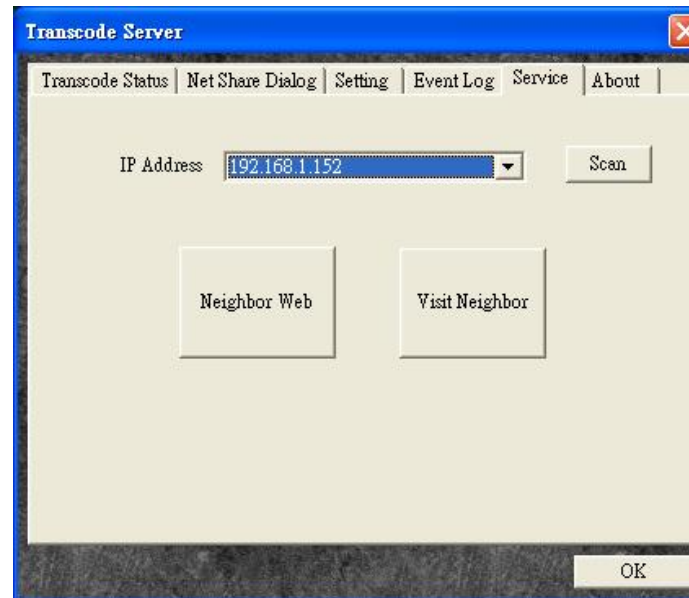 Transcode Server
Transcode Status Net Share Dialog Setting Event Log Service About
IP Address 192.168.1.152 Scan
Neighbor Web Visit Neighbor
OK